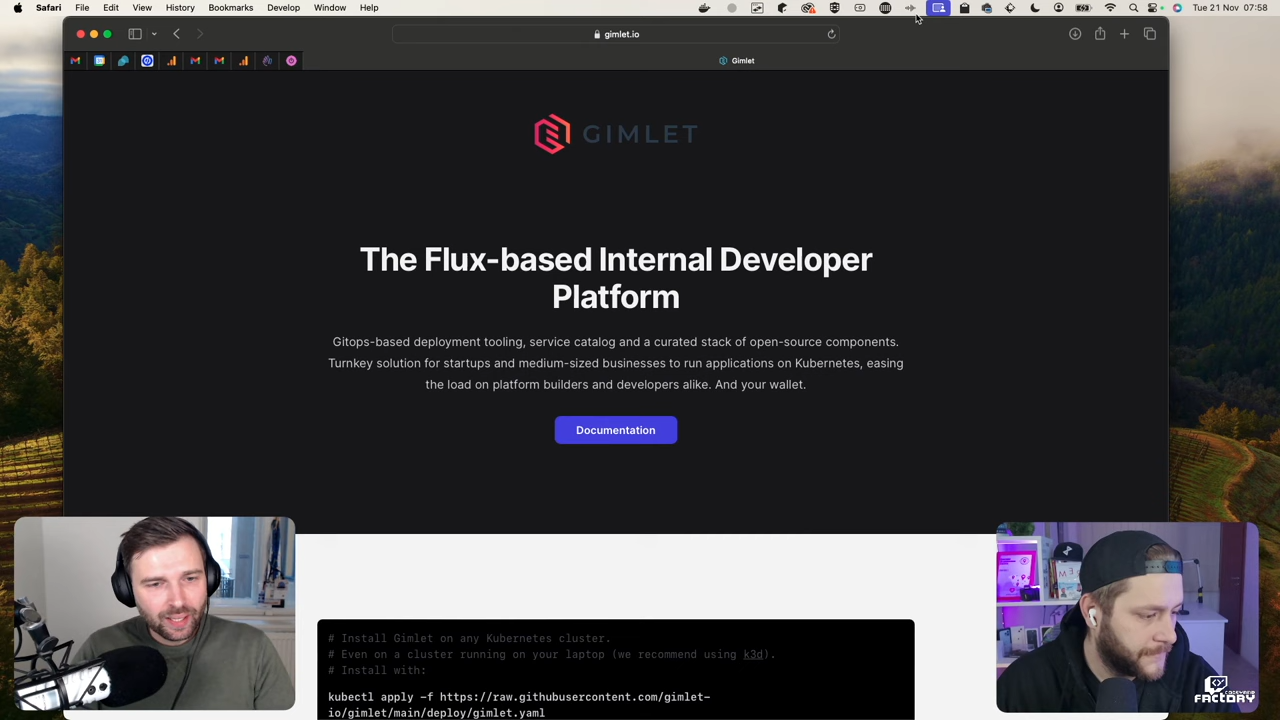 Safari File Edit View History Bookmarks Develop Window Help
Tue 21 Nov 07:58
gimlet.io
Gimlet
GIMLET
The Flux-based Internal Developer
Platform
Gitops-based deployment tooling, service catalog and a curated stack of open-source components.
Turnkey solution for startups and medium-sized businesses to run applications on Kubernetes, easing
the load on platform builders and developers alike. And your wallet.
Documentation
# Install Gimlet on any Kubernetes cluster.
# Even on a cluster running on your laptop (we recommend using k3d).
# Install with:
kubectl apply -f https://raw.githubusercontent.com/gimlet-
io/gimlet/main/deploy/gimlet.yaml
FACTORY